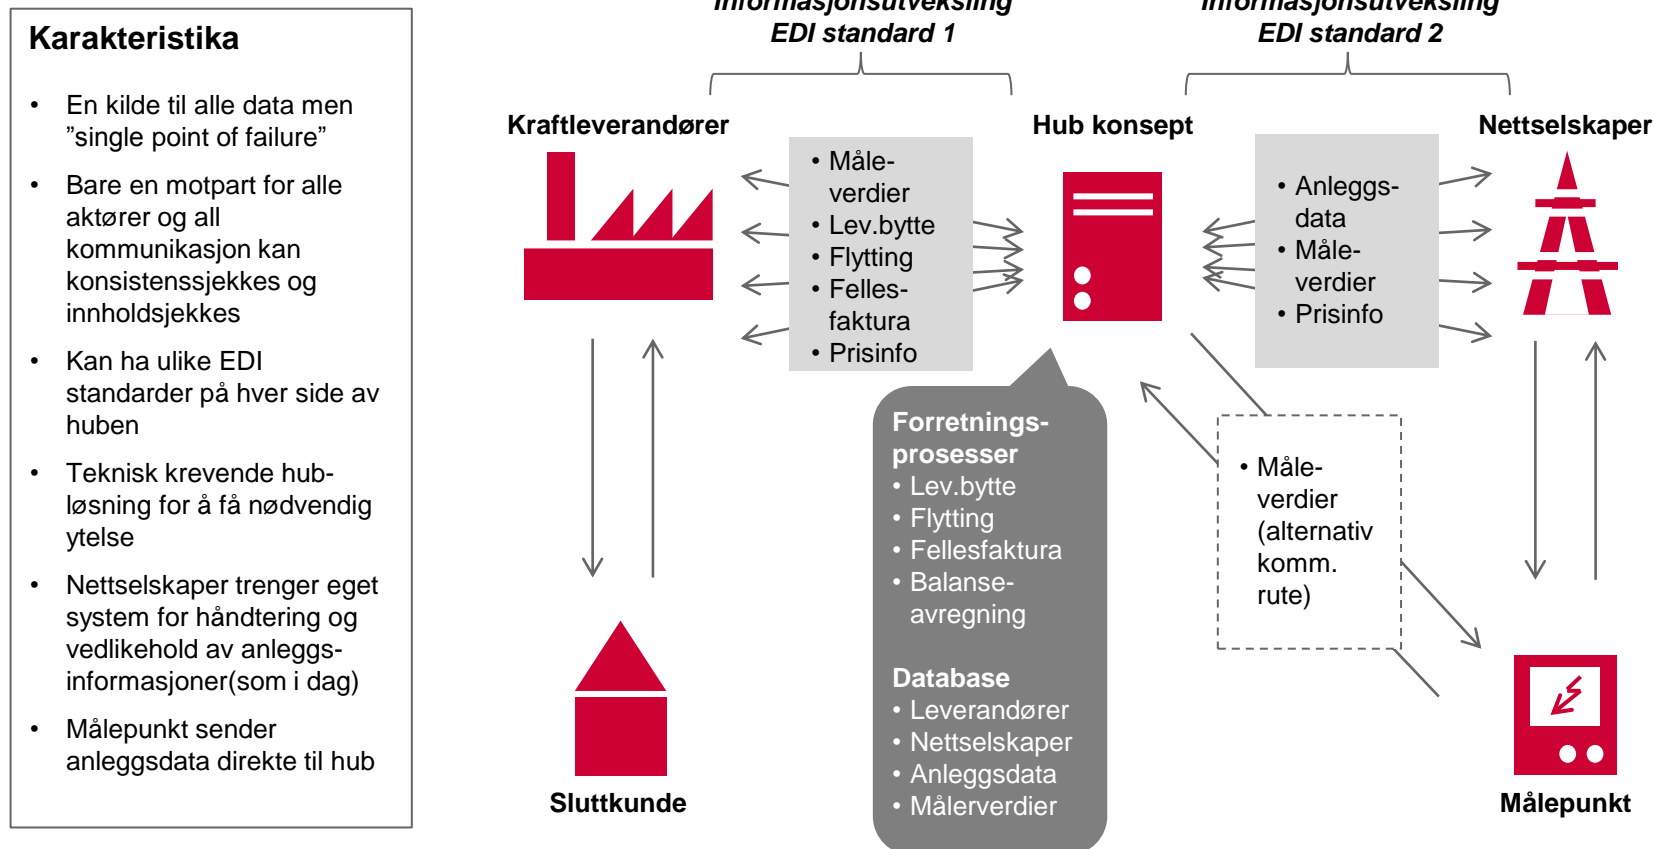 Karakteristika
• En kilde til alle data men
”single point of failure”
• Bare en motpart for alle
aktører og all
kommunikasjon kan
konsistenssjekkes og
innholdsjekkes
• Kan ha ulike EDI
standarder på hver side av
huben
• Teknisk krevende hub-
løsning for å få nødvendig
ytelse
• Nettselskaper trenger eget
system for håndtering og
vedlikehold av anleggs-
informasjoner(som i dag)
• Målepunkt sender
anleggsdata direkte til hub
Informasjonsutveksling
EDI standard 1
Informasjonsutveksling
EDI standard 2
Kraftleverandører
Hub konsept
Nettselskaper
• Måle-
verdier
• Lev.bytte
• Flytting
• Felles-
faktura
• Prisinfo
• Anleggs-
data
• Måle-
verdier
• Prisinfo
Forretnings-
prosesser
• Lev.bytte
• Flytting
• Fellesfaktura
• Balanse-
avregning
Database
• Leverandører
• Nettselskaper
• Anleggsdata
• Målerverdier
• Måle-
verdier
(alternativ
komm.
rute)
Sluttkunde
Målepunkt